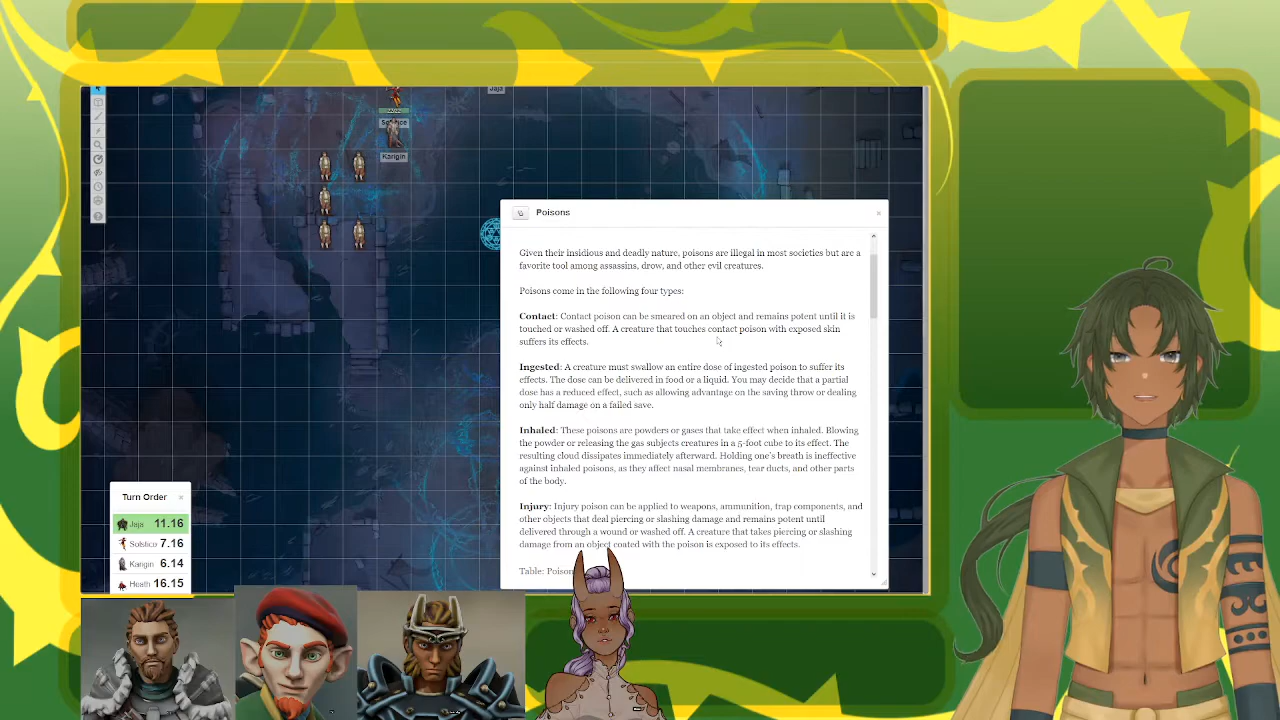 Jaja
Solstice
Karigin
Poisons
Given their insidious and deadly nature, poisons are illegal in most societies but are a
favorite tool among assassins, drow, and other evil creatures.
Poisons come in the following four types:
Contact: Contact poison can be smeared on an object and remains potent until it is
touched or washed off. A creature that touches contact poison with exposed skin
suffers its effects.
Ingested: A creature must swallow an entire dose of ingested poison to suffer its
effects. The dose can be delivered in food or a liquid. You may decide that a partial
dose has a reduced effect, such as allowing advantage on the saving throw or dealing
only half damage on a failed save.
Inhaled: These poisons are powders or gases that take effect when inhaled. Blowing
the powder or releasing the gas subjects creatures in a 5-foot cube to its effect. The
resulting cloud dissipates immediately afterward. Holding one's breath is ineffective
against inhaled poisons, as they affect nasal membranes, tear ducts, and other parts
of the body.
Injury: Injury poison can be applied to weapons, ammunition, trap components, and
other objects that deal piercing or slashing damage and remains potent until
delivered through a wound or washed off. A creature that takes piercing or slashing
damage from an object coated with the poison is exposed to its effects.
Table: Poison
Turn Order
Jaja 11.16
Solstice 7.16
Karigin 6.14
Heath 16.15